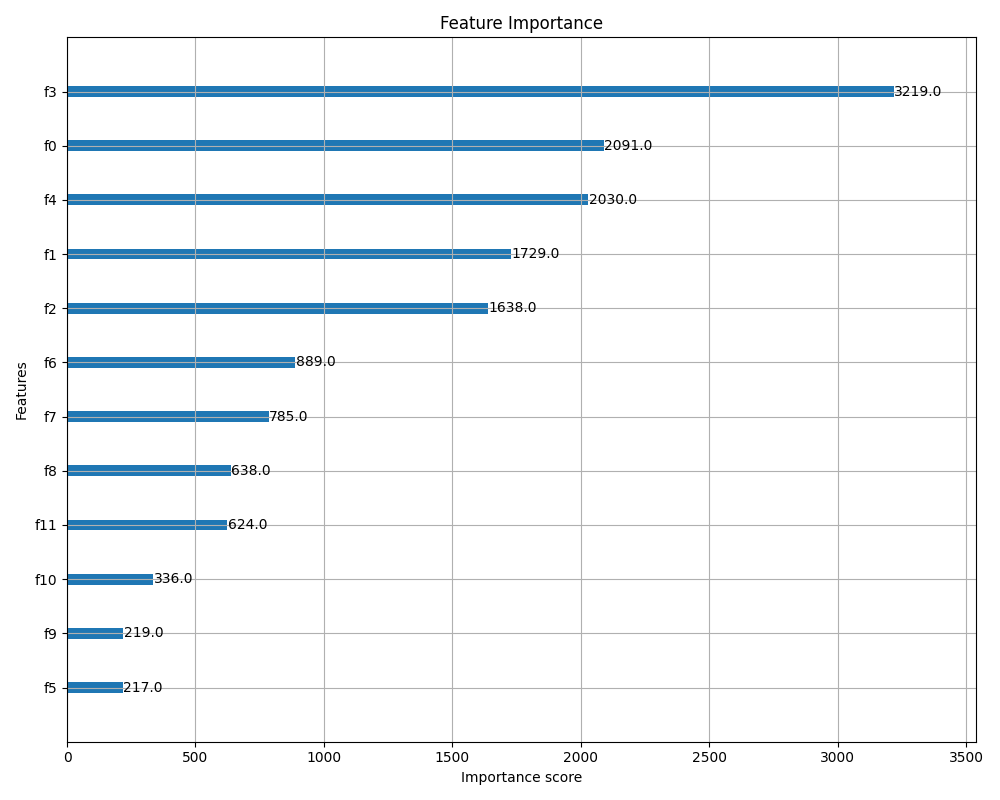 Feature Importance
f3 3219.0
f0 2091.0
f4 2030.0
f1 1729.0
f2 1638.0
f6 889.0
f7 785.0
f8 638.0
f11 624.0
f10 336.0
f9 219.0
f5 217.0
Features
0 500 1000 1500 2000 2500 3000 3500
Importance score